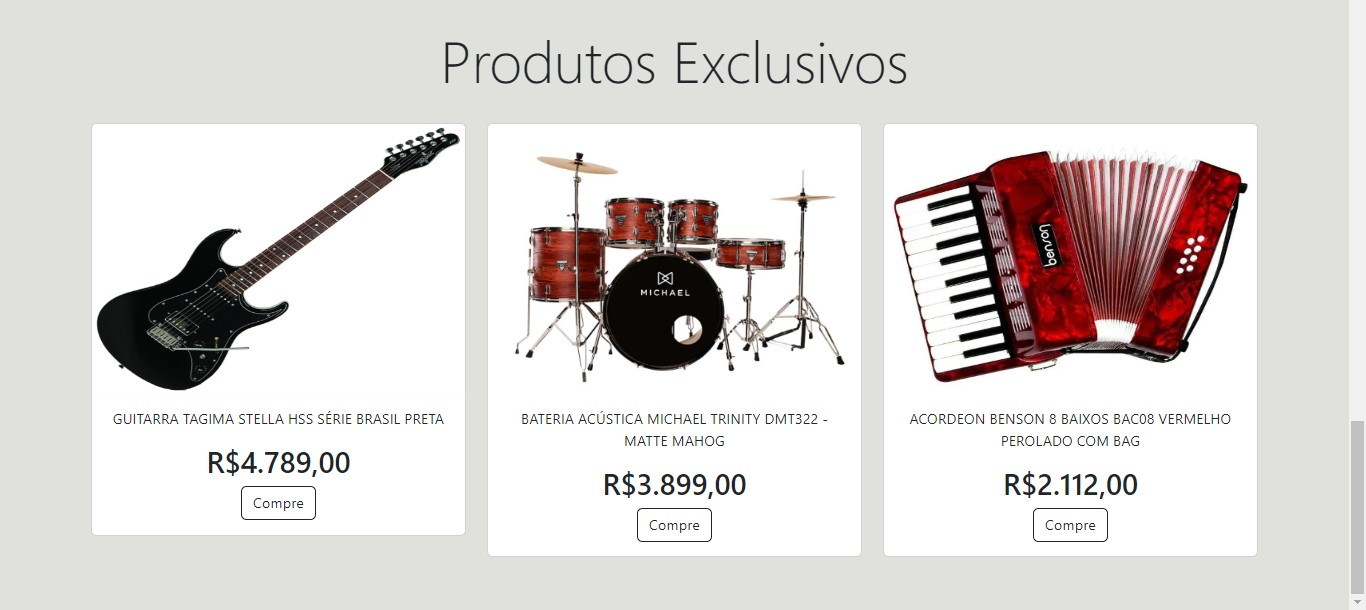 Produtos Exclusivos
GUITARRA TAGIMA STELLA HSS SÉRIE BRASIL PRETA
R$4.789,00
Compre
MICHAEL
BATERIA ACÚSTICA MICHAEL TRINITY DMT322 -
MATTE MAHOG
R$3.899,00
Compre
benson
ACORDEON BENSON 8 BAIXOS BAC08 VERMELHO
PEROLADO COM BAG
R$2.112,00
Compre